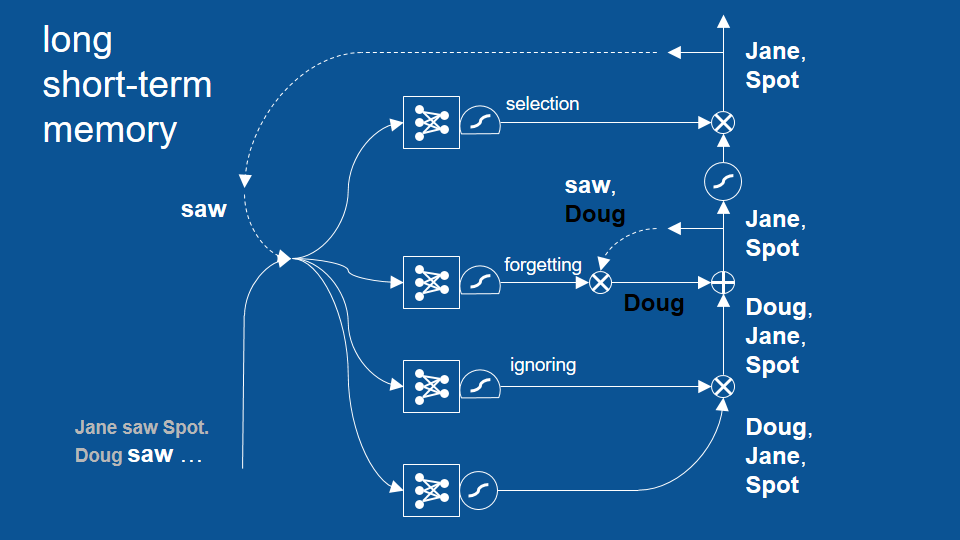 long
short-term
memory
Jane,
Spot
selection
saw,
Doug
saw
Jane,
Spot
forgetting
Doug
Doug,
Jane,
Spot
ignoring
Jane saw Spot.
Doug saw ...
Doug,
Jane,
Spot